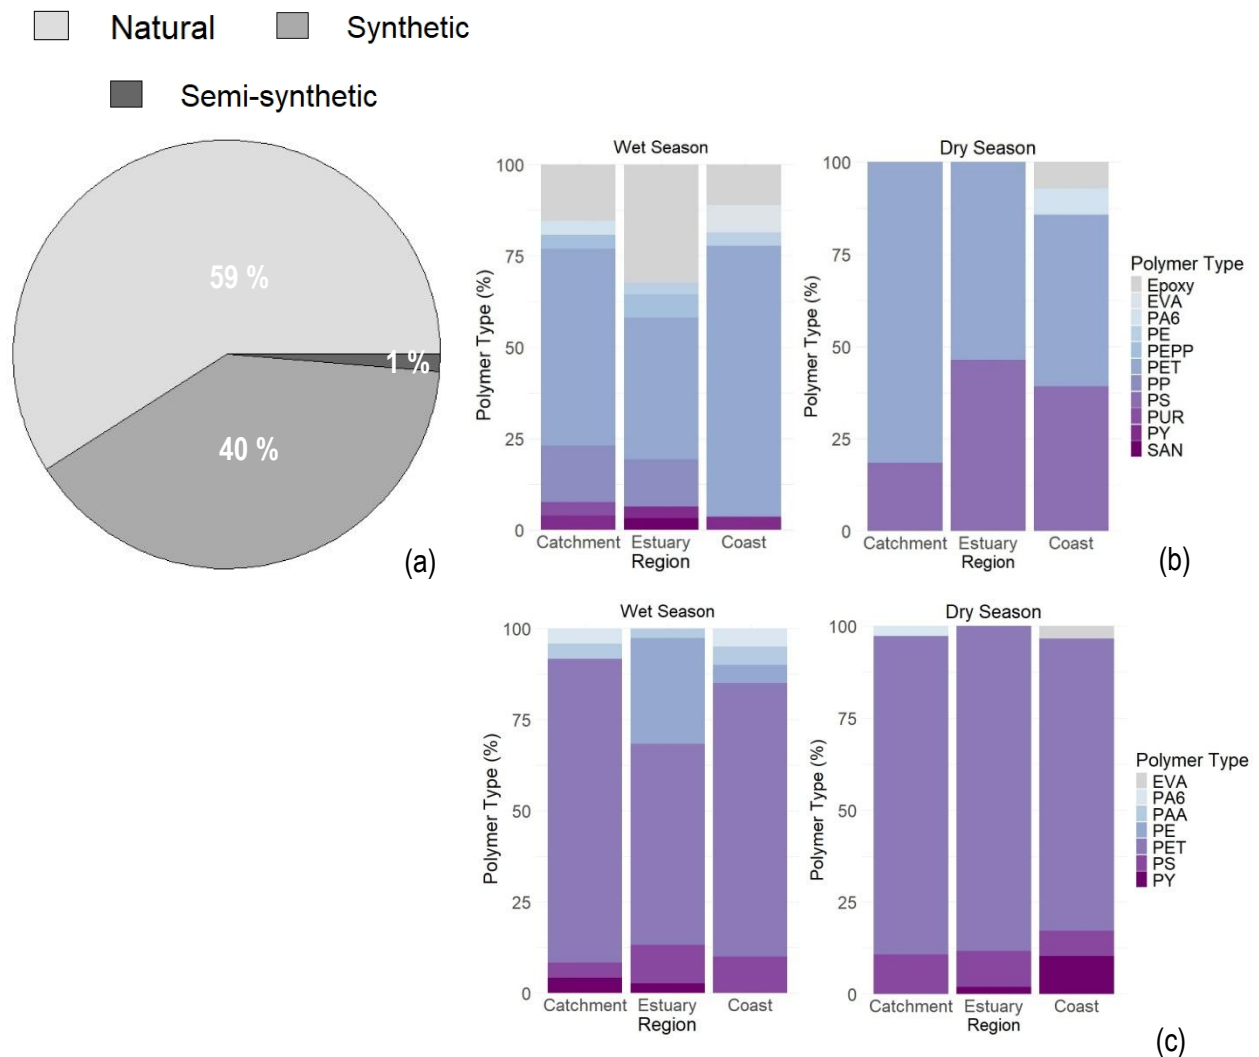 Natural
Synthetic
Semi-synthetic
59 %
1 %
40 %
(a)
Wet Season
100
75
50
25
0
Polymer Type (%)
Catchment Estuary Coast
Region
Dry Season
100
75
50
25
0
Polymer Type (%)
Catchment Estuary Coast
Region
Polymer Type
Epoxy
EVA
PA6
PE
PEPP
PET
PP
PS
PUR
PY
SAN
(b)
Wet Season
100
75
50
25
0
Polymer Type (%)
Catchment Estuary Coast
Region
Dry Season
100
75
50
25
0
Polymer Type (%)
Catchment Estuary Coast
Region
Polymer Type
EVA
PA6
PAA
PE
PET
PS
PY
(c)